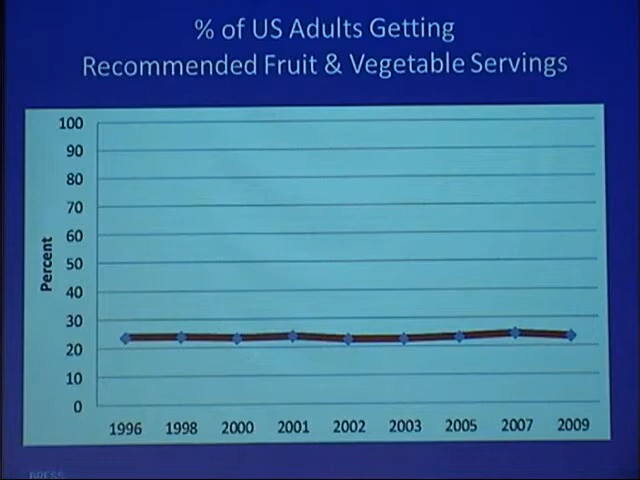 % of US Adults Getting
Recommended Fruit & Vegetable Servings
100
90
80
70
60
50
40
30
20
10
0
Percent
1996 1998 2000 2001 2002 2003 2005 2007 2009